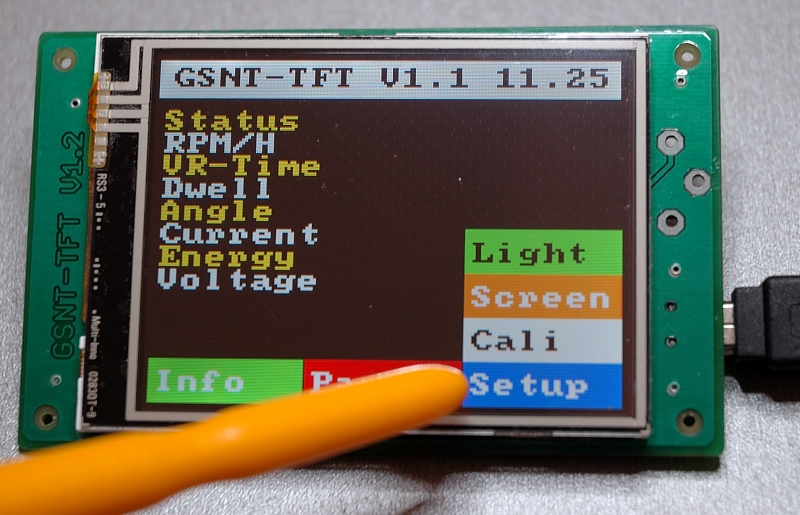 GSNT-TFT V1.1 11.25
Status
RPM/H
VR-Time
Dwell
Angle
Current
Energy
Voltage
Light
Screen
Cali
Info
Setup
GSNT-TFT V1.2